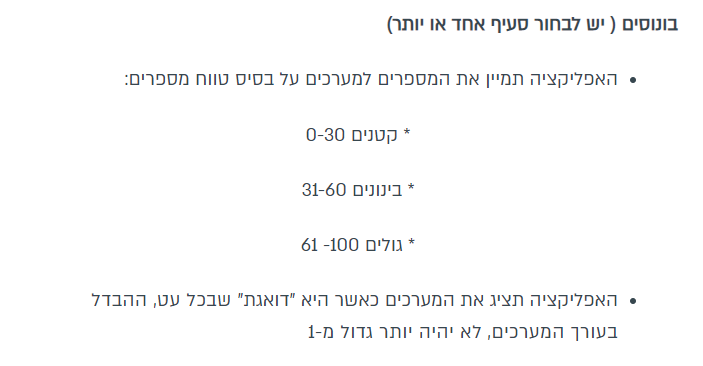 בונוסים ( יש לבחור סעיף אחד או יותר)
• האפליקציה תמיין את המספרים למערכים על בסיס טווח מספרים:
* קטנים 0-30
* בינונים 31-60
* גולים 100- 61
• האפליקציה תציג את המערכים כאשר היא "דואגת" שבכל עט, ההבדל
בעורך המערכים, לא יהיה יותר גדול מ-1